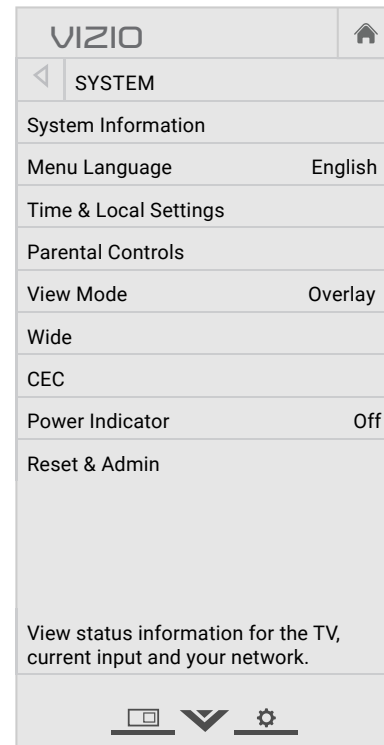 VIZIO
SYSTEM
System Information
Menu Language English
Time & Local Settings
Parental Controls
View Mode Overlay
Wide
CEC
Power Indicator Off
Reset & Admin
View status information for the TV,
current input and your network.